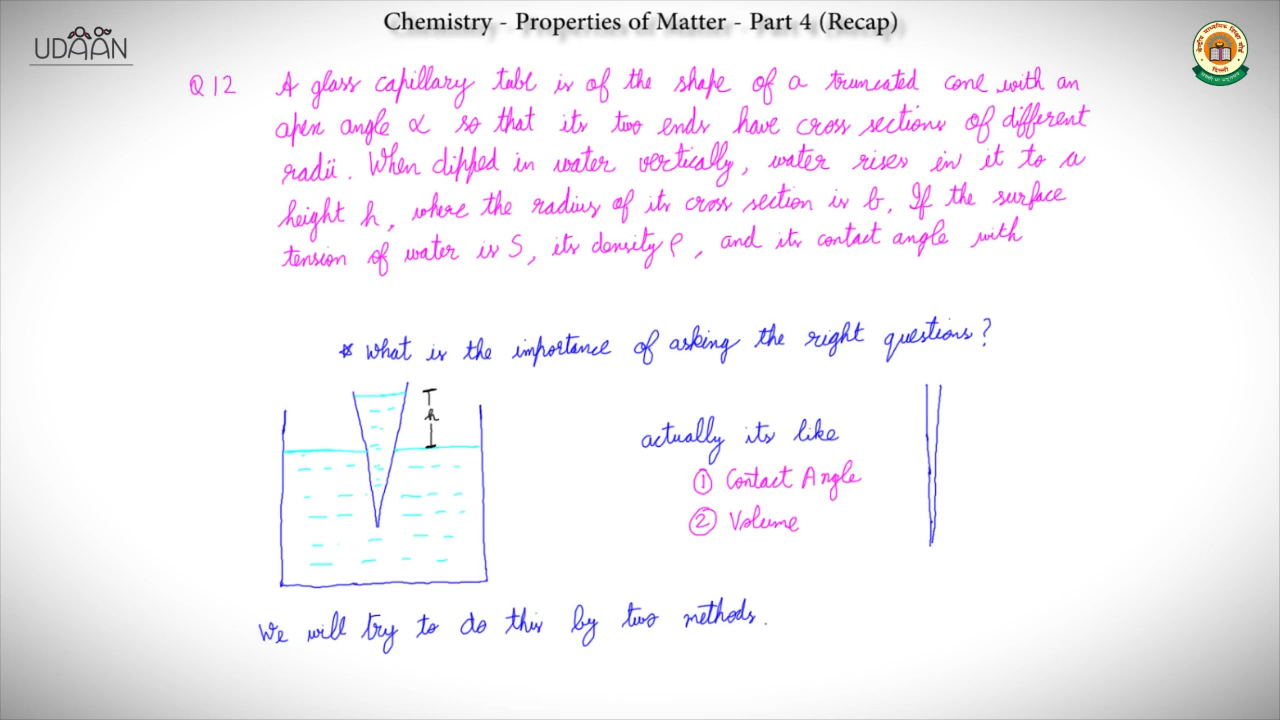 Chemistry - Properties of Matter - Part 4 (Recap)
UDAAN
Q12 A glass capillary tube is of the shape of a truncated cone with an
apex angle α so that its two ends have cross sections of different
radii. When dipped in water vertically, water rises in it to a
height h, where the radius of its cross section is b. If the surface
tension of water is S, its density ρ, and its contact angle with
* What is the importance of asking the right questions?
h
actually its like
① Contact Angle
② Volume
We will try to do this by two methods.